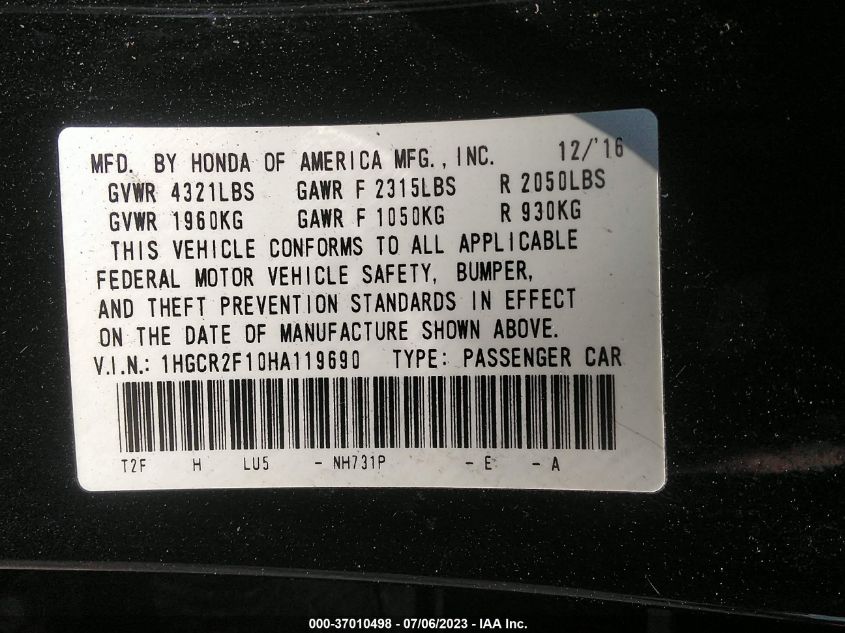 MFD. BY HONDA OF AMERICA MFG., INC. 12/'16
GVWR 4321LBS GAWR F 2315LBS R 2050LBS
GVWR 1960KG GAWR F 1050KG R 930KG
THIS VEHICLE CONFORMS TO ALL APPLICABLE
FEDERAL MOTOR VEHICLE SAFETY, BUMPER,
AND THEFT PREVENTION STANDARDS IN EFFECT
ON THE DATE OF MANUFACTURE SHOWN ABOVE.
V.I.N.: 1HGCR2F10HA119690 TYPE: PASSENGER CAR
T2F H LU5 - NH731P - E - A
000-37010498 - 07/06/2023 - IAA Inc.